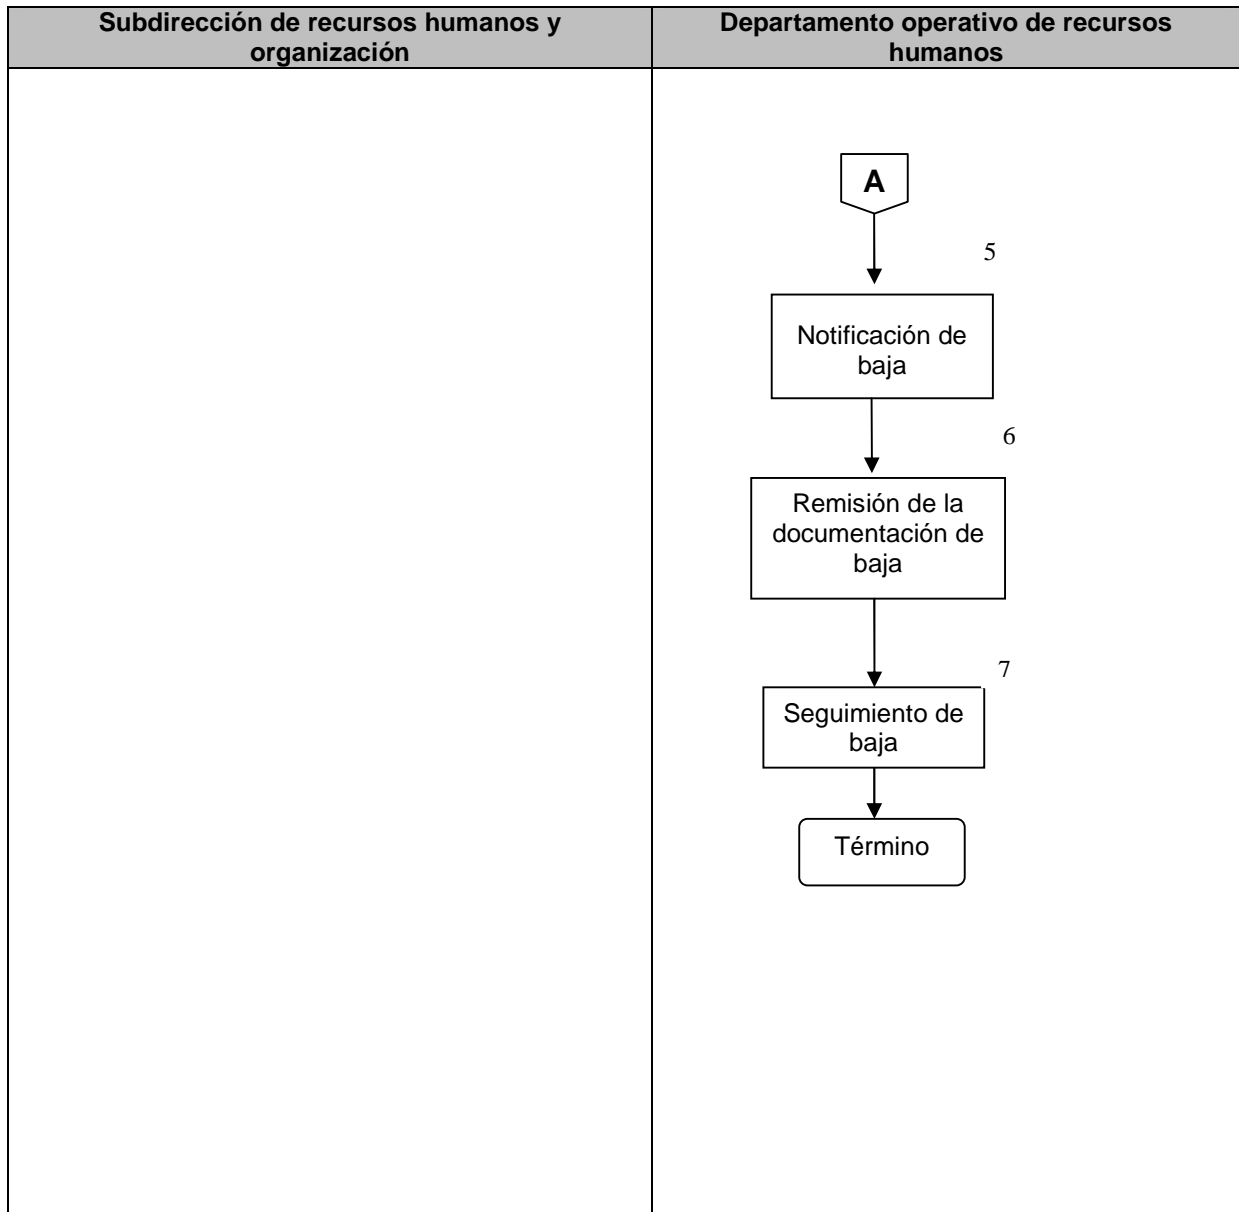 Subdirección de recursos humanos y
organización
Departamento operativo de recursos
humanos
A
5
Notificación de
baja
6
Remisión de la
documentación de
baja
7
Seguimiento de
baja
Término